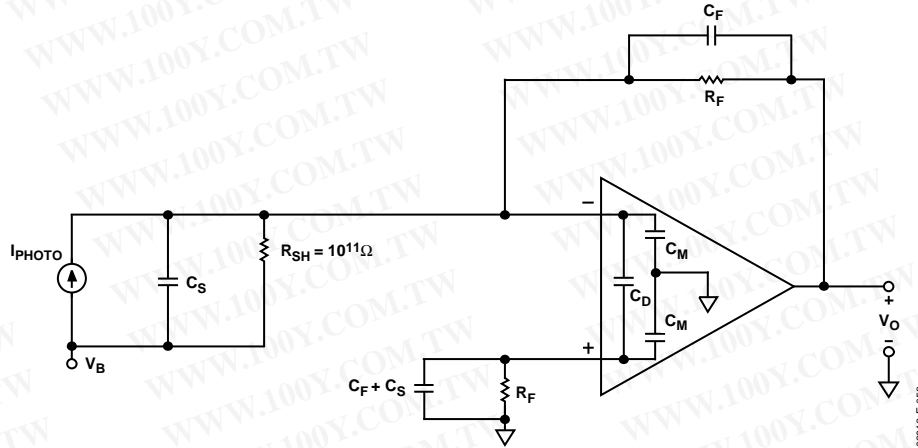 CF
RF
IPHOTO
CS
RSH = 10¹¹Ω
VB
−
+
CM
CD
CM
CF + CS
RF
+
VO
−
WWW.100Y.COM.TW